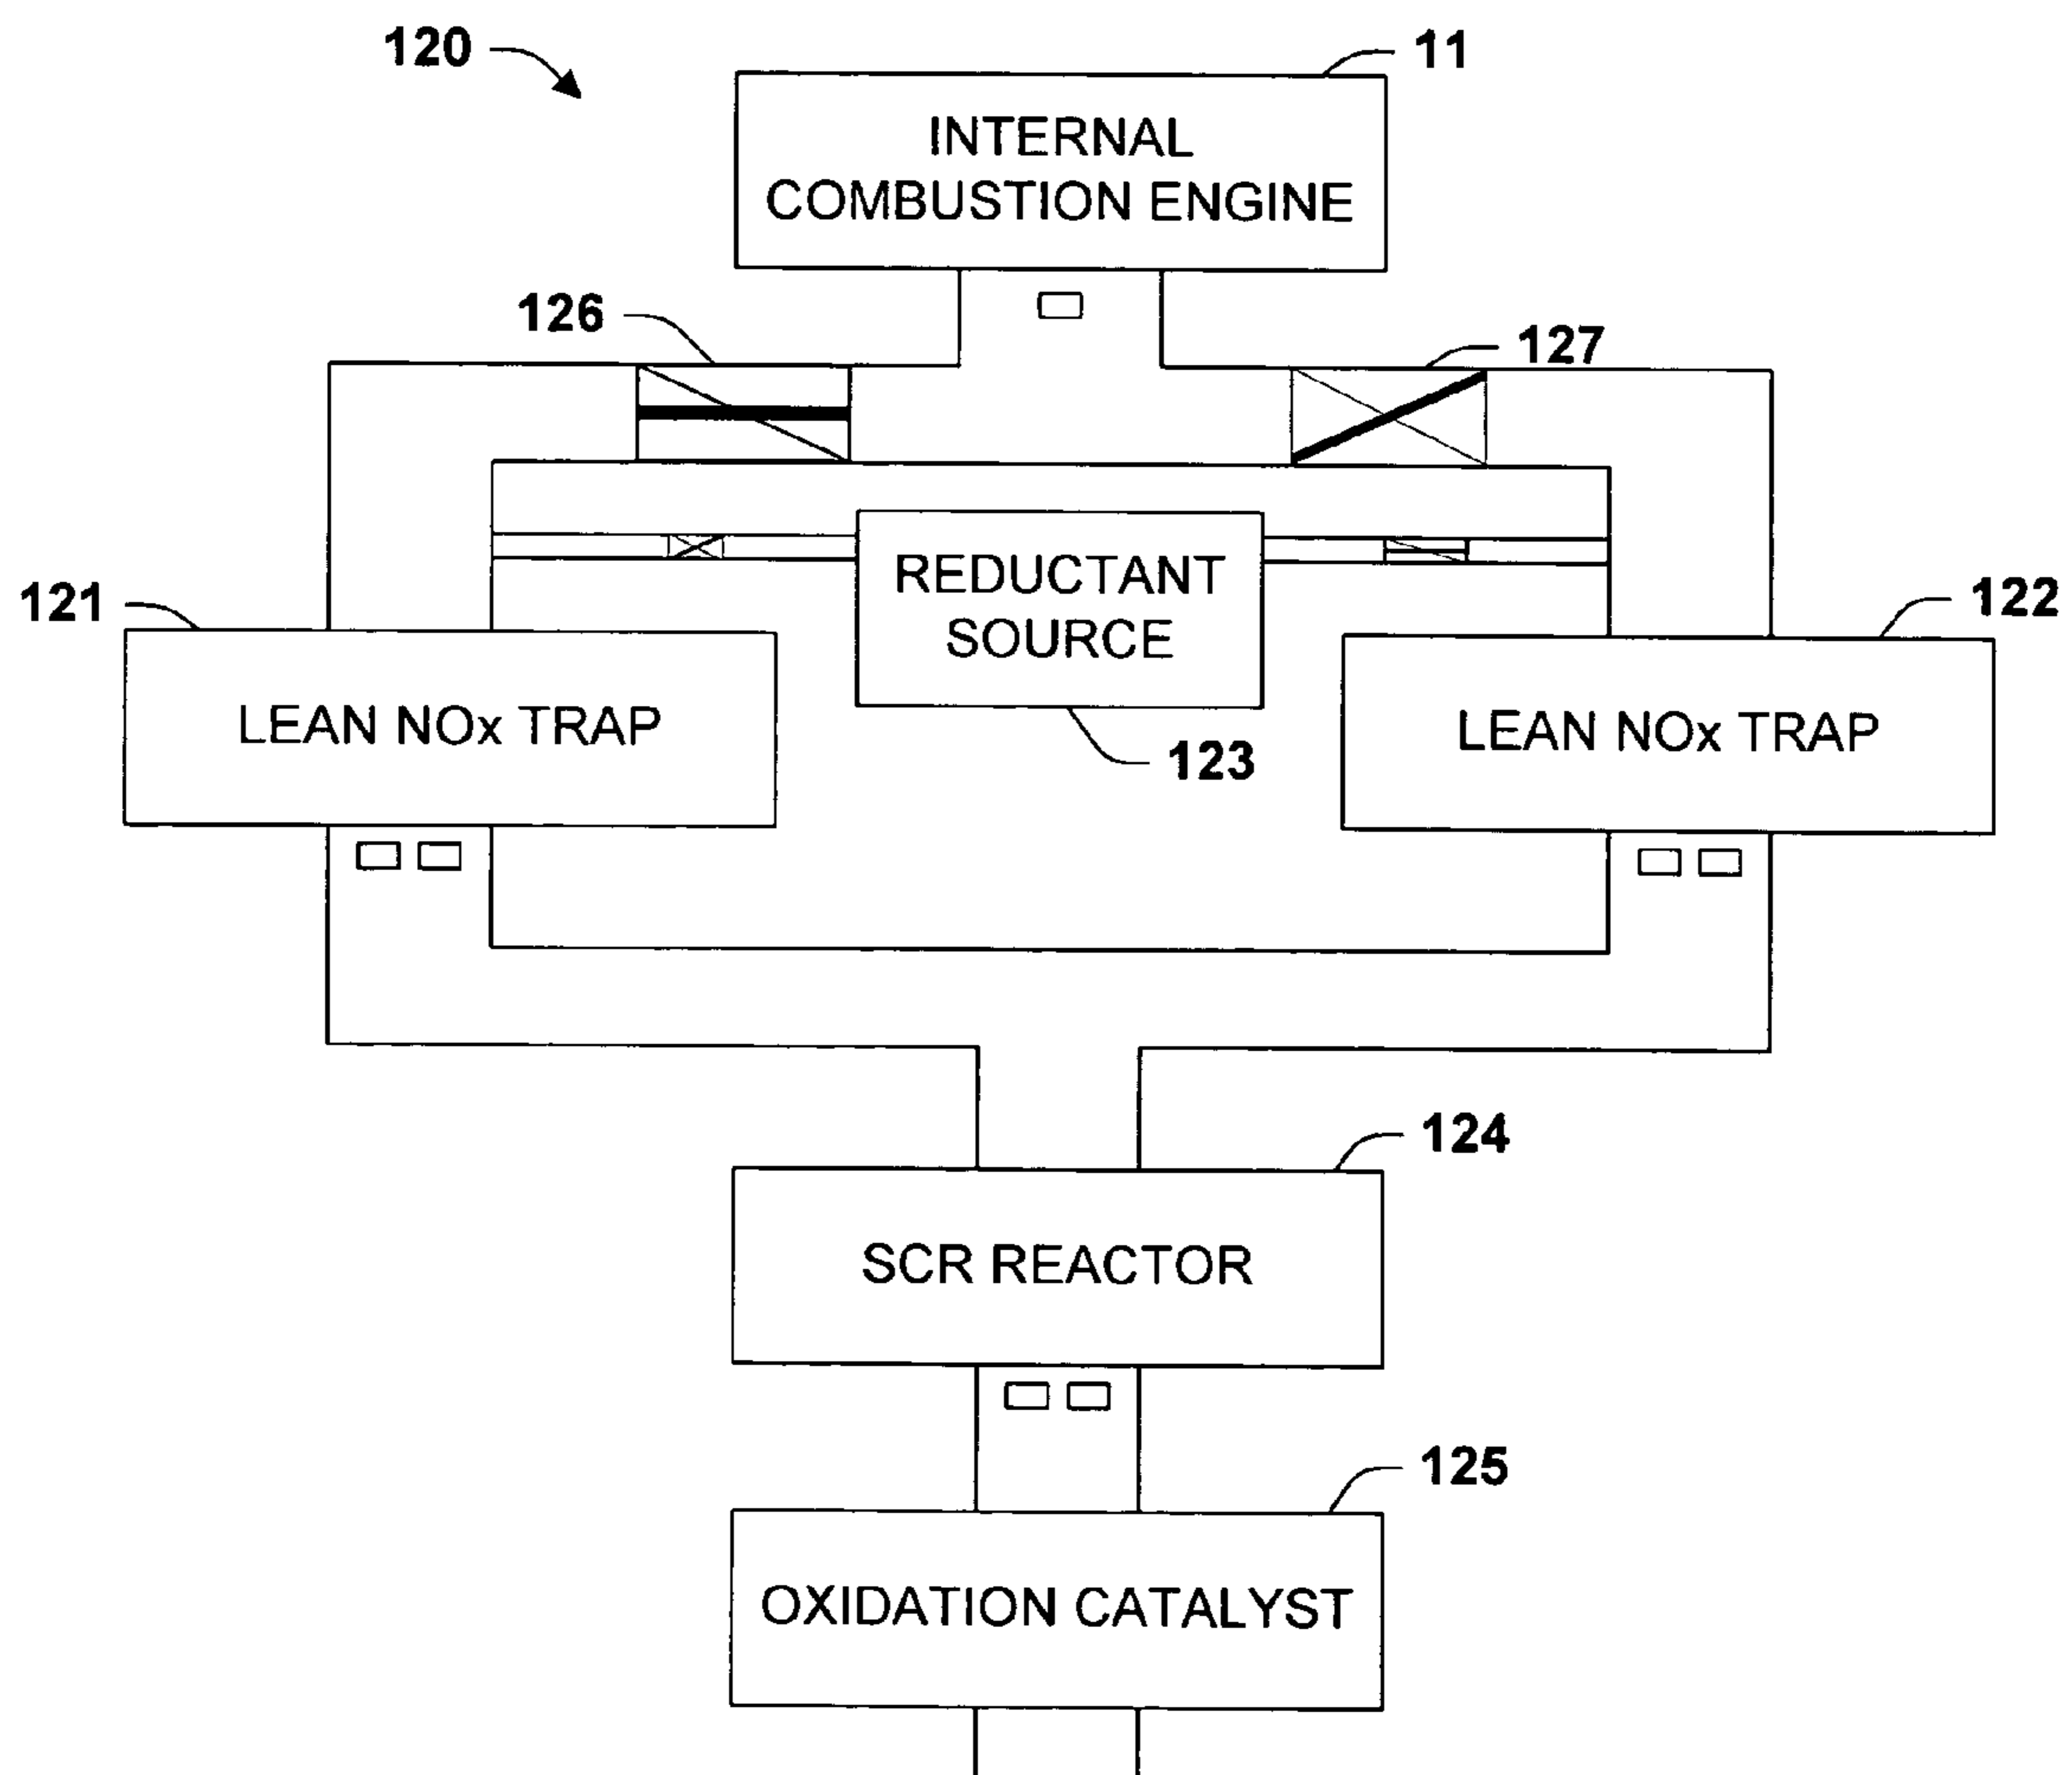 120
11
INTERNAL
COMBUSTION ENGINE
126
127
REDUCTANT
SOURCE
121
122
LEAN NOx TRAP
LEAN NOx TRAP
123
124
SCR REACTOR
125
OXIDATION CATALYST